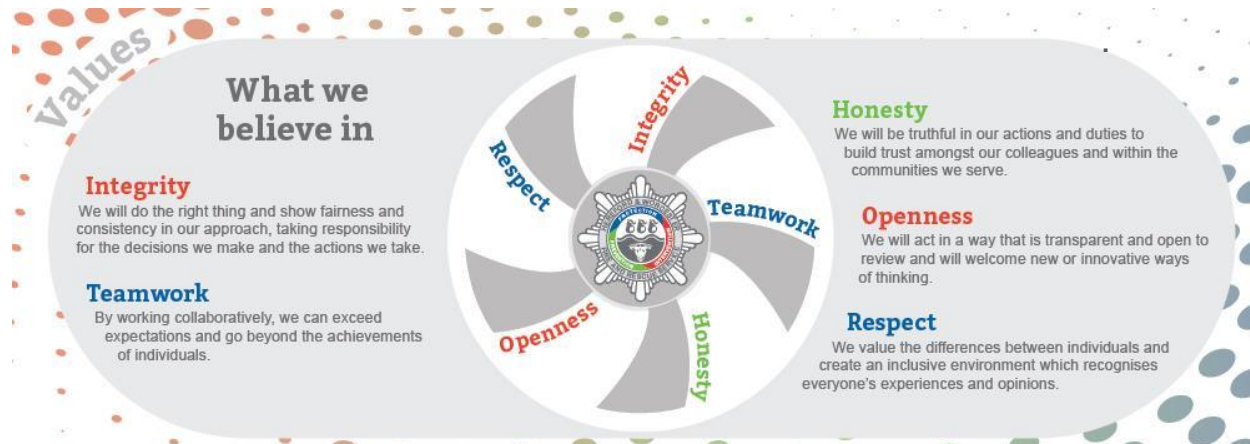 Values
What we
believe in
Integrity
We will do the right thing and show fairness and
consistency in our approach, taking responsibility
for the decisions we make and the actions we take.
Teamwork
By working collaboratively, we can exceed
expectations and go beyond the achievements
of individuals.
Integrity
Teamwork
Honesty
Openness
Respect
PROTECTION
AND RESCUE
Honesty
We will be truthful in our actions and duties to
build trust amongst our colleagues and within the
communities we serve.
Openness
We will act in a way that is transparent and open to
review and will welcome new or innovative ways
of thinking.
Respect
We value the differences between individuals and
create an inclusive environment which recognises
everyone's experiences and opinions.